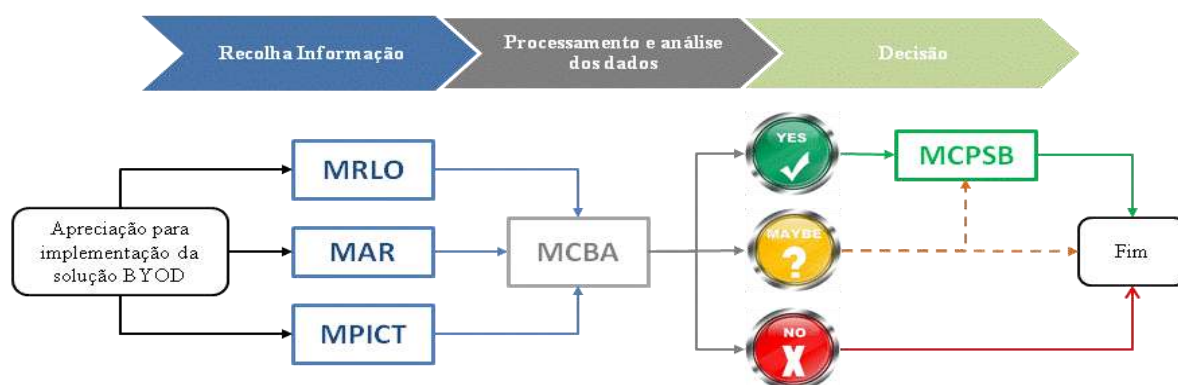 Recolha Informação
Processamento e análise
dos dados
Decisão
MRLO
MAR
MPICT
Apreciação para
implementação da
solução BYOD
MCBA
YES
MAYBE
?
NO
X
MCPSB
Fim